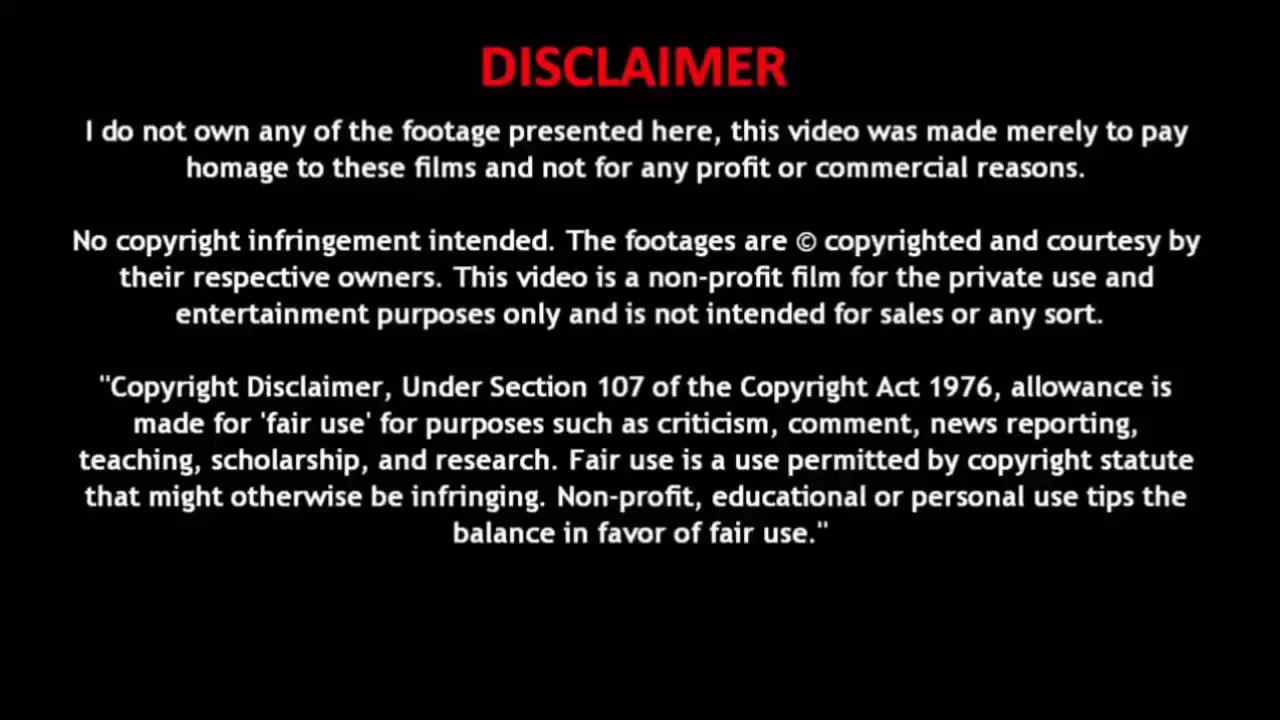 DISCLAIMER
I do not own any of the footage presented here, this video was made merely to pay
homage to these films and not for any profit or commercial reasons.
No copyright infringement intended. The footages are © copyrighted and courtesy by
their respective owners. This video is a non-profit film for the private use and
entertainment purposes only and is not intended for sales or any sort.
"Copyright Disclaimer, Under Section 107 of the Copyright Act 1976, allowance is
made for 'fair use' for purposes such as criticism, comment, news reporting,
teaching, scholarship, and research. Fair use is a use permitted by copyright statute
that might otherwise be infringing. Non-profit, educational or personal use tips the
balance in favor of fair use."